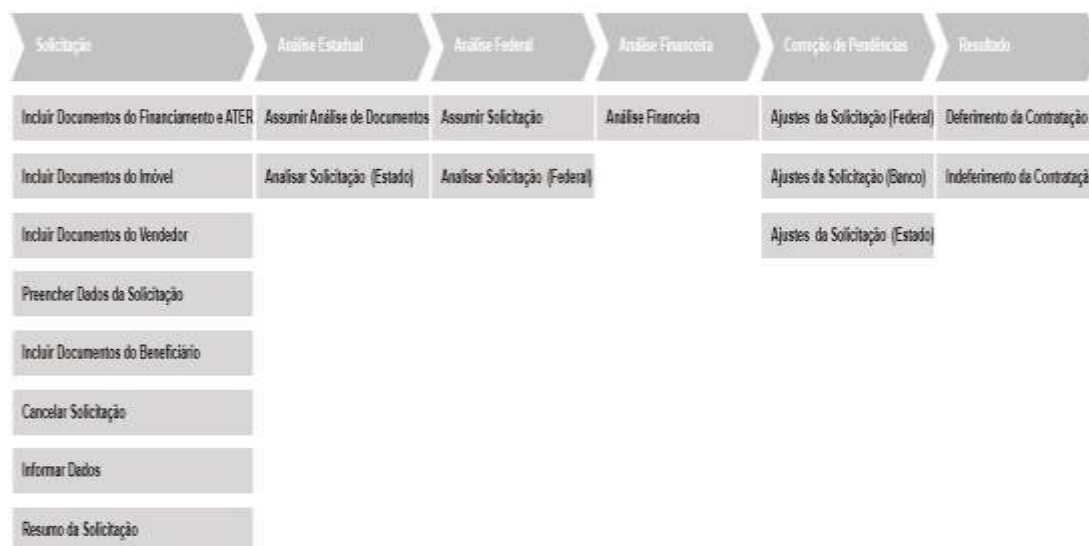 Solicitação
Análise Estadual
Análise Federal
Análise Financeira
Correção de Pendências
Resultado
Incluir Documentos do Financiamento e ATER
Assumir Análise de Documentos
Assumir Solicitação
Análise Financeira
Ajustes da Solicitação (Federal)
Deferimento da Contratação
Incluir Documentos do Imóvel
Analisar Solicitação (Estado)
Analisar Solicitação (Federal)
Ajustes da Solicitação (Banco)
Indeferimento da Contrataçã
Incluir Documentos do Vendedor
Ajustes da Solicitação (Estado)
Preencher Dados da Solicitação
Incluir Documentos do Beneficiário
Cancelar Solicitação
Informar Dados
Resumo da Solicitação